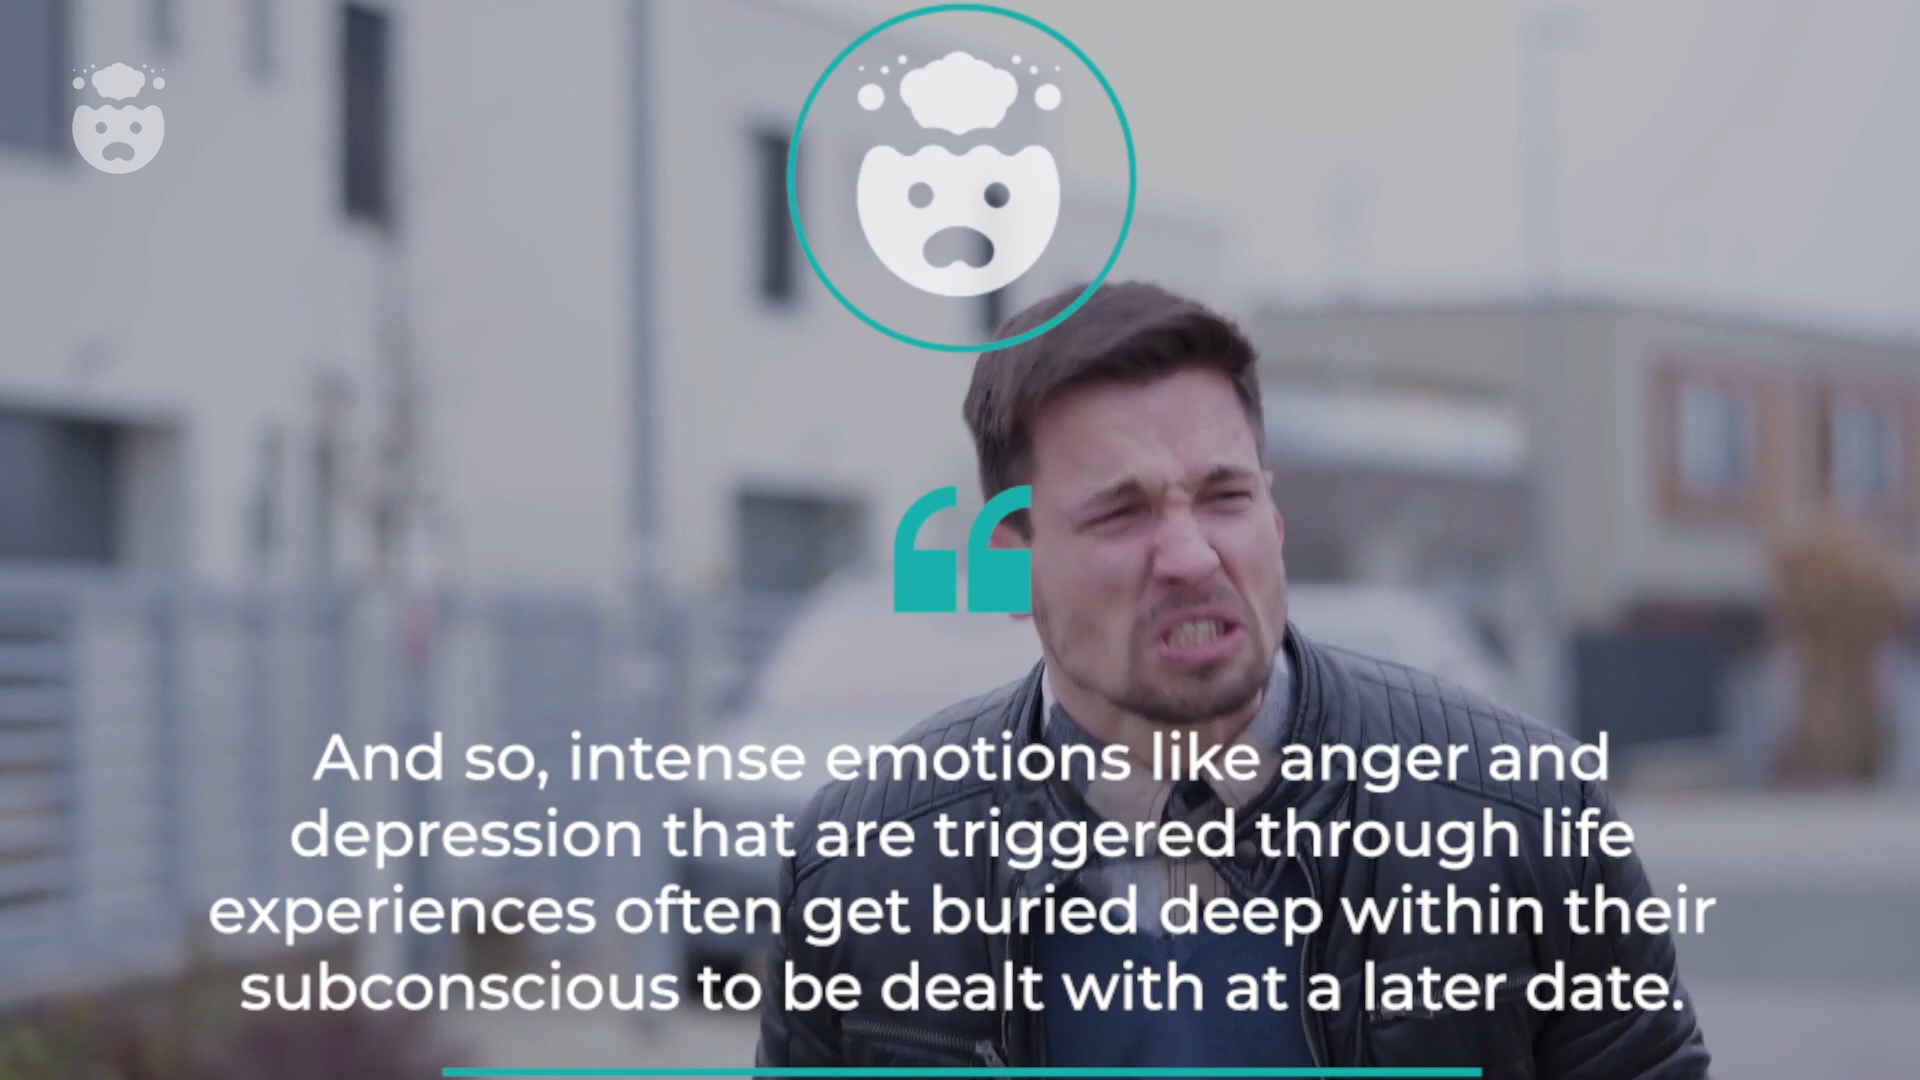 And so, intense emotions like anger and
depression that are triggered through life
experiences often get buried deep within their
subconscious to be dealt with at a later date.